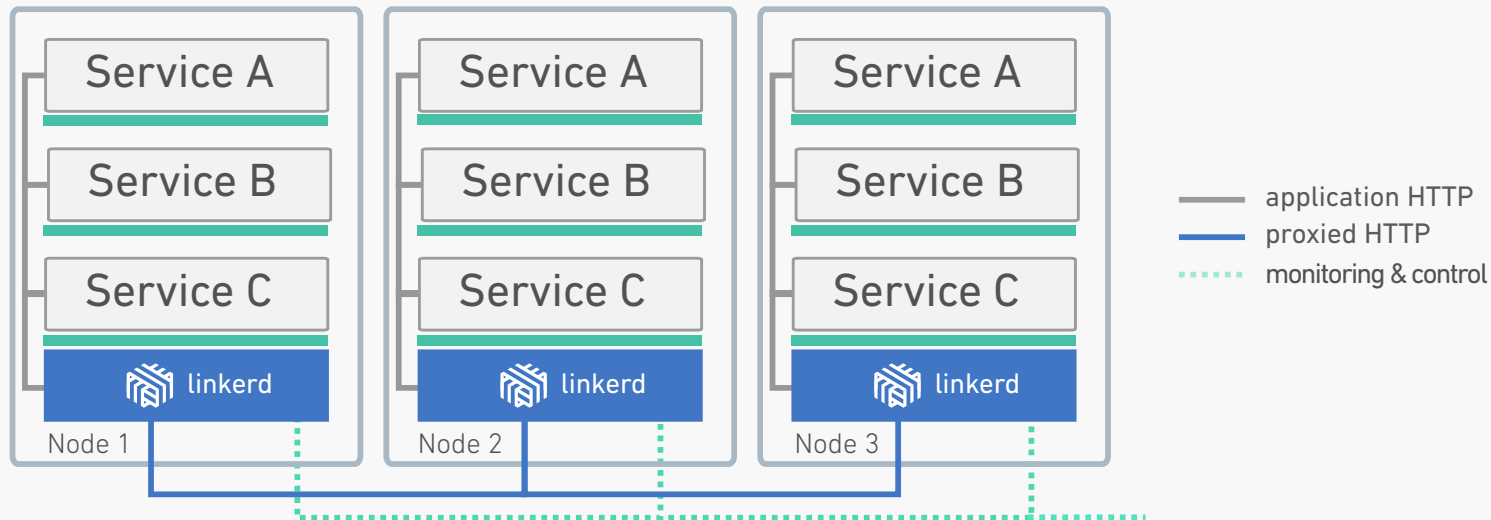 Service A
Service B
Service C
linkerd
Node 1
Service A
Service B
Service C
linkerd
Node 2
Service A
Service B
Service C
linkerd
Node 3
application HTTP
proxied HTTP
monitoring & control